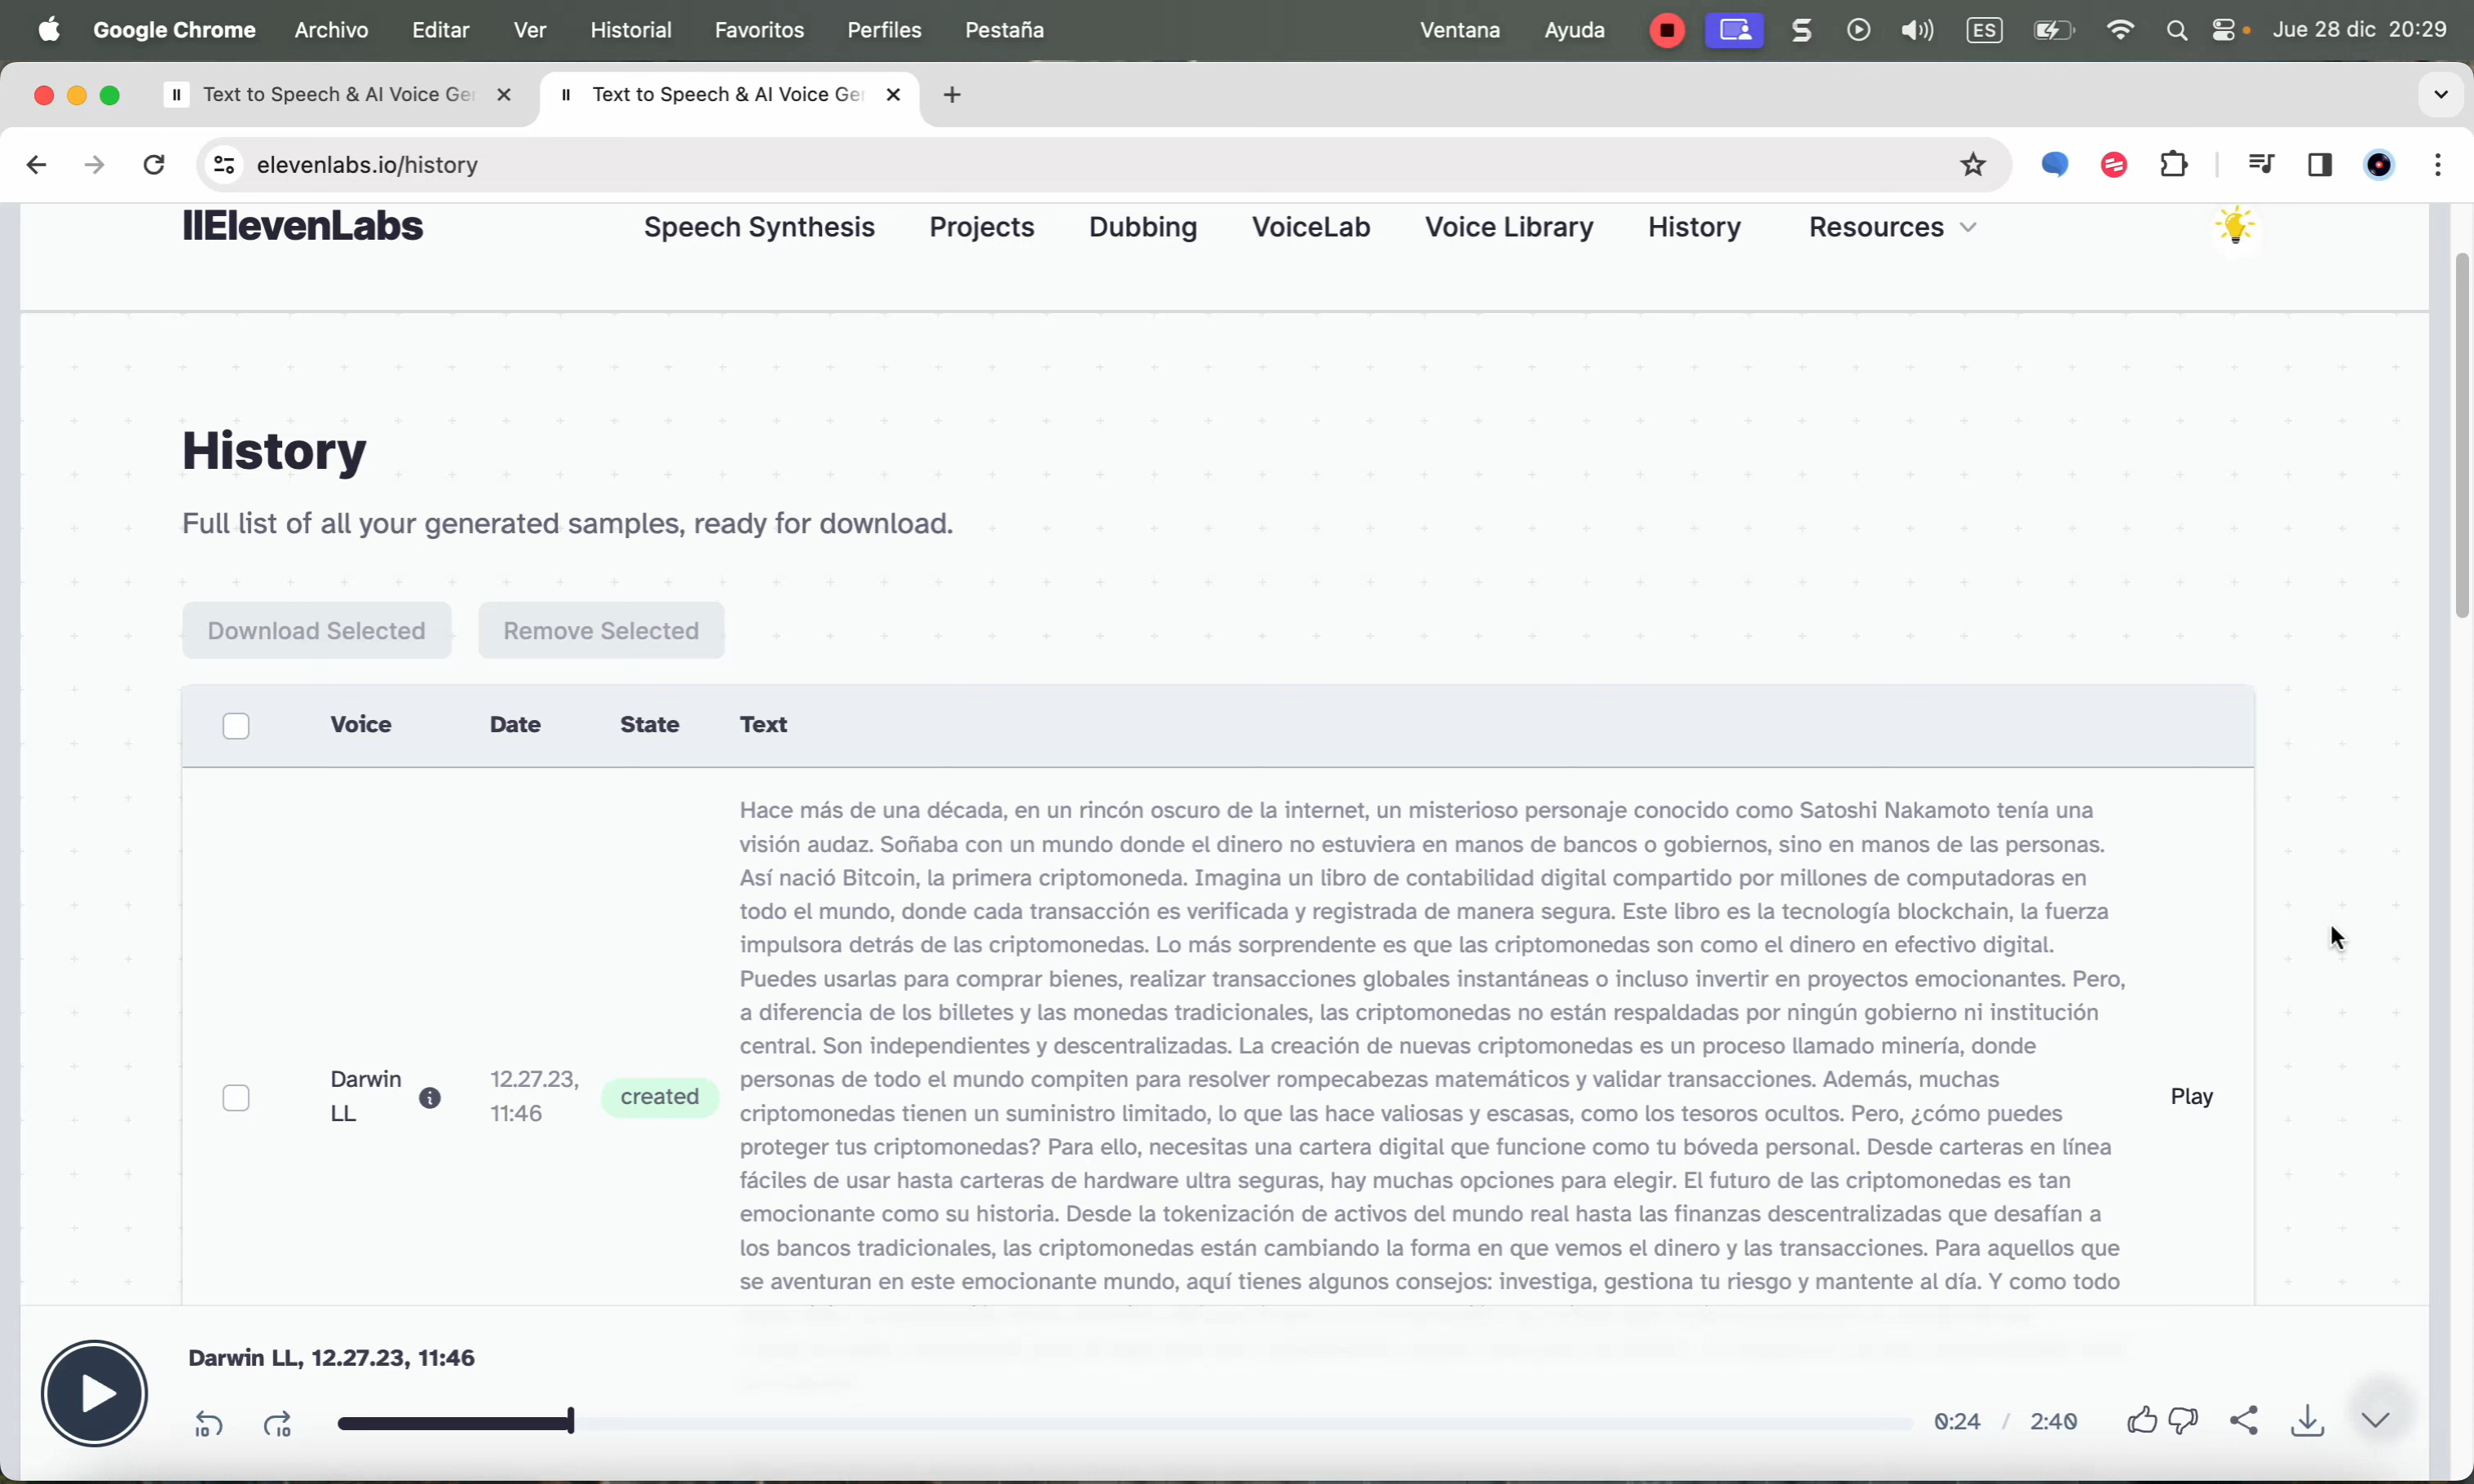 Google Chrome Archivo Editar Ver Historial Favoritos Perfiles Pestaña Ventana Ayuda ES Jue 28 dic 20:29
Text to Speech & AI Voice Ge Text to Speech & AI Voice Ge
elevenlabs.io/history
IIElevenLabs Speech Synthesis Projects Dubbing VoiceLab Voice Library History Resources
History
Full list of all your generated samples, ready for download.
Download Selected Remove Selected
Voice Date State Text
Hace más de una década, en un rincón oscuro de la internet, un misterioso personaje conocido como Satoshi Nakamoto tenía una
visión audaz. Soñaba con un mundo donde el dinero no estuviera en manos de bancos o gobiernos, sino en manos de las personas.
Así nació Bitcoin, la primera criptomoneda. Imagina un libro de contabilidad digital compartido por millones de computadoras en
todo el mundo, donde cada transacción es verificada y registrada de manera segura. Este libro es la tecnología blockchain, la fuerza
impulsora detrás de las criptomonedas. Lo más sorprendente es que las criptomonedas son como el dinero en efectivo digital.
Puedes usarlas para comprar bienes, realizar transacciones globales instantáneas o incluso invertir en proyectos emocionantes. Pero,
a diferencia de los billetes y las monedas tradicionales, las criptomonedas no están respaldadas por ningún gobierno ni institución
central. Son independientes y descentralizadas. La creación de nuevas criptomonedas es un proceso llamado minería, donde
personas de todo el mundo compiten para resolver rompecabezas matemáticos y validar transacciones. Además, muchas
criptomonedas tienen un suministro limitado, lo que las hace valiosas y escasas, como los tesoros ocultos. Pero, ¿cómo puedes
proteger tus criptomonedas? Para ello, necesitas una cartera digital que funcione como tu bóveda personal. Desde carteras en línea
fáciles de usar hasta carteras de hardware ultra seguras, hay muchas opciones para elegir. El futuro de las criptomonedas es tan
emocionante como su historia. Desde la tokenización de activos del mundo real hasta las finanzas descentralizadas que desafían a
los bancos tradicionales, las criptomonedas están cambiando la forma en que vemos el dinero y las transacciones. Para aquellos que
se aventuran en este emocionante mundo, aquí tienes algunos consejos: investiga, gestiona tu riesgo y mantente al día. Y como todo
Darwin
LL
12.27.23,
11:46
created
Play
Darwin LL, 12.27.23, 11:46
10 10 0:24 / 2:40